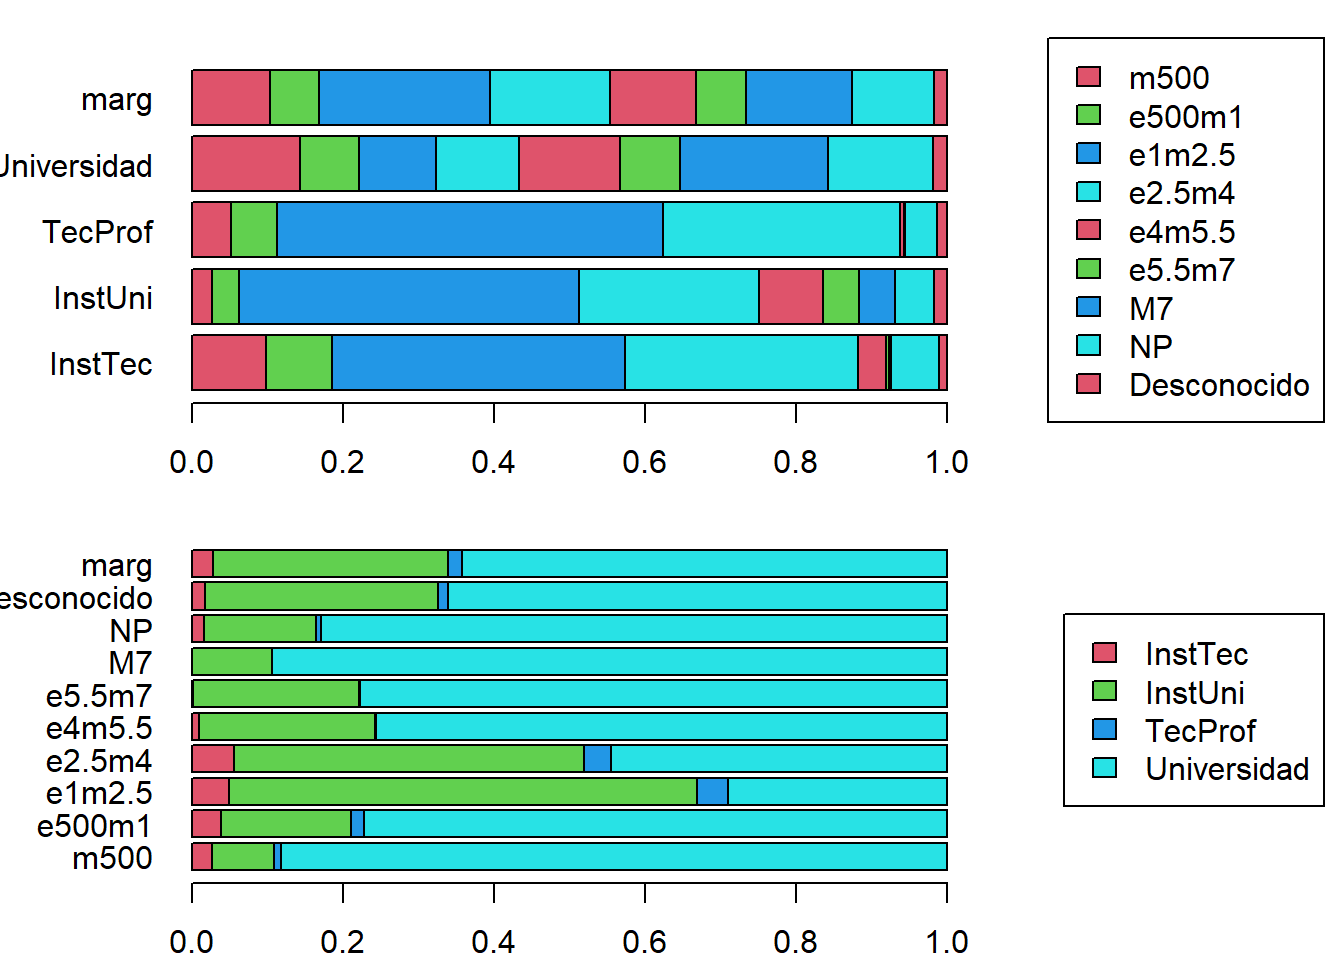 marg
Universidad
TecProf
InstUni
InstTec
0.0 0.2 0.4 0.6 0.8 1.0
m500
e500m1
e1m2.5
e2.5m4
e4m5.5
e5.5m7
M7
NP
Desconocido
marg
esconocido
NP
M7
e5.5m7
e4m5.5
e2.5m4
e1m2.5
e500m1
m500
0.0 0.2 0.4 0.6 0.8 1.0
InstTec
InstUni
TecProf
Universidad